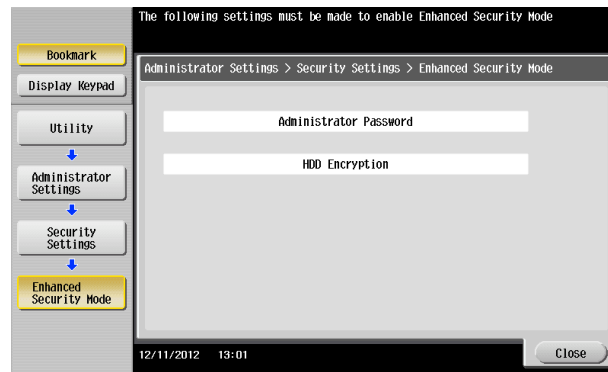 The following settings must be made to enable Enhanced Security Mode
Bookmark
Display Keypad
Administrator Settings > Security Settings > Enhanced Security Mode
Utility
Administrator
Settings
Security
Settings
Enhanced
Security Mode
Administrator Password
HDD Encryption
12/11/2012 13:01
Close